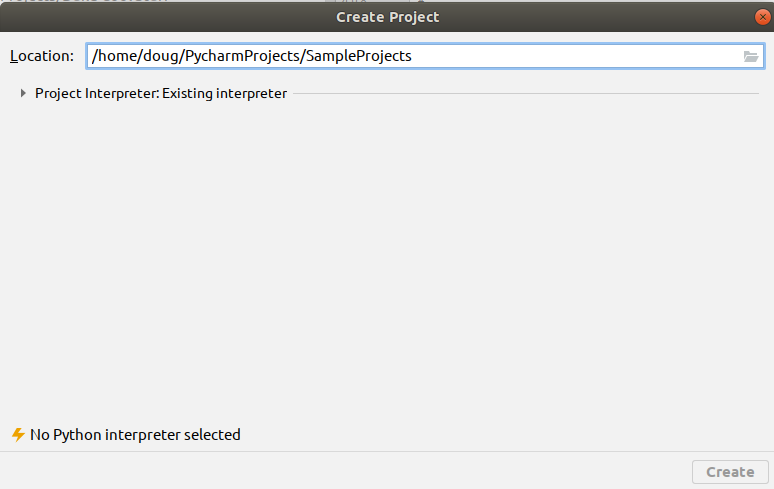 Create Project
Location: /home/doug/PycharmProjects/SampleProjects
Project Interpreter: Existing interpreter
No Python interpreter selected
Create